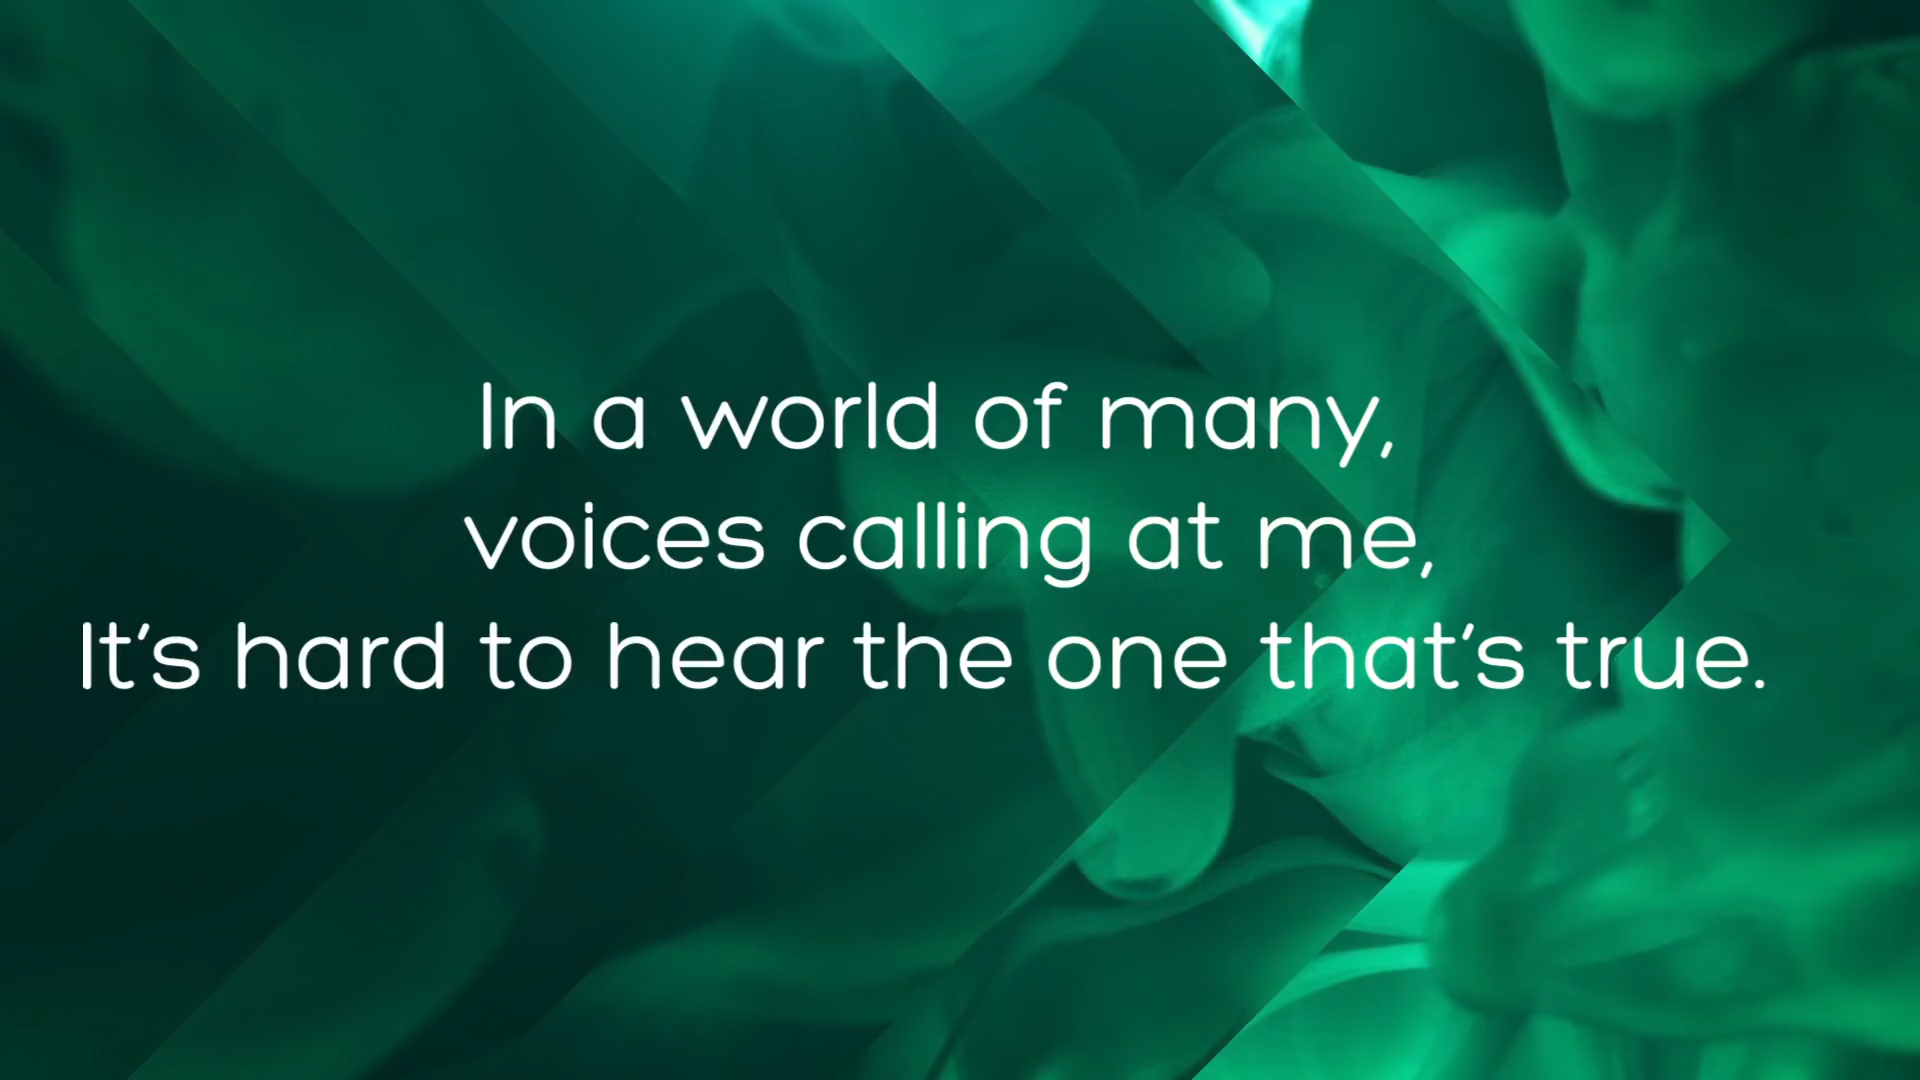 In a world of many,
voices calling at me,
It's hard to hear the one that's true.